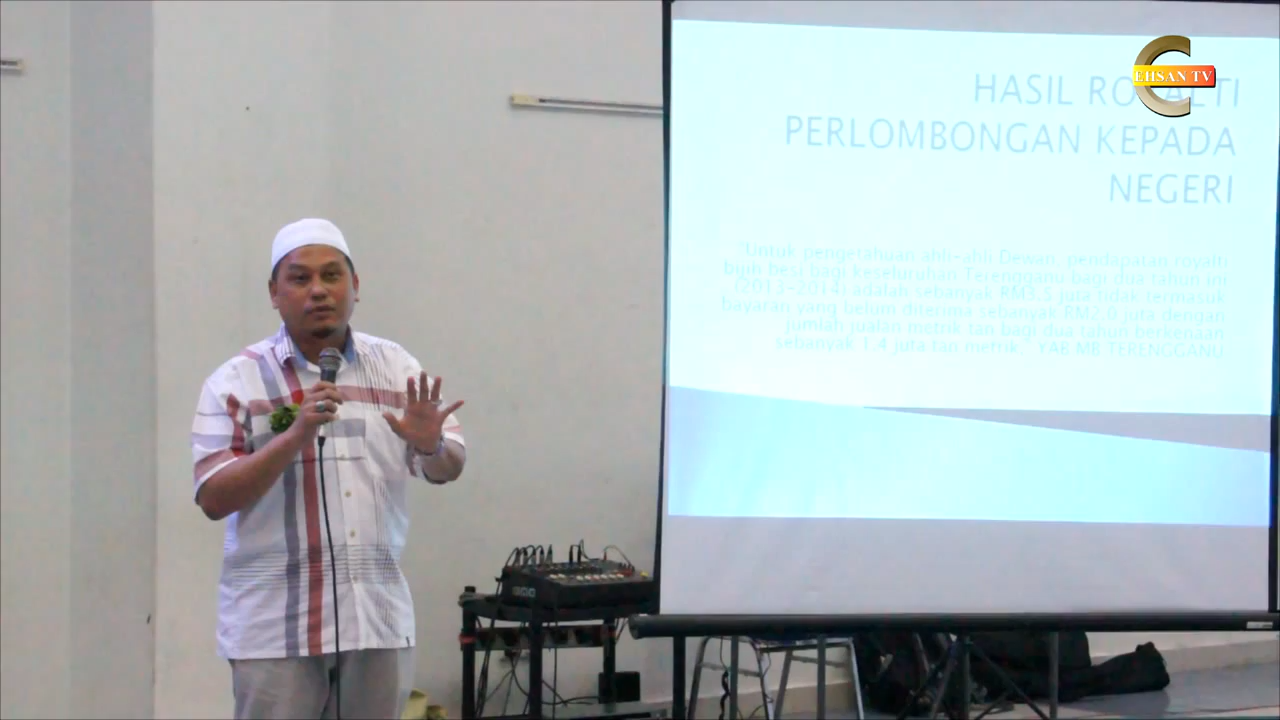 EHSAN TV
HASIL ROYALTI
PERLOMBONGAN KEPADA
NEGERI
"Untuk pengetahuan ahli-ahli Dewan, pendapatan royalti
bijih besi bagi keseluruhan Terengganu bagi dua tahun ini
(2013-2014) adalah sebanyak RM3.5 juta tidak termasuk
bayaran yang belum diterima sebanyak RM2.0 juta dengan
jumlah jualan metrik tan bagi dua tahun berkenaan
sebanyak 1.4 juta tan metrik." YAB MB TERENGGANU